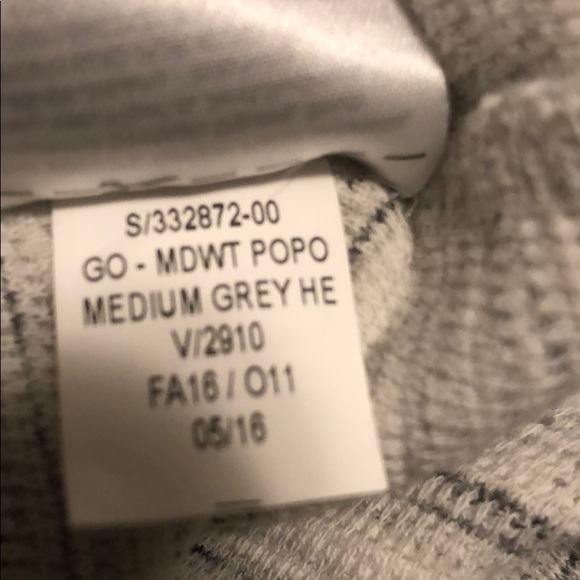 S/332872-00
GO - MDWT POPO
MEDIUM GREY HE
V/2910
FA16 / O11
05/16